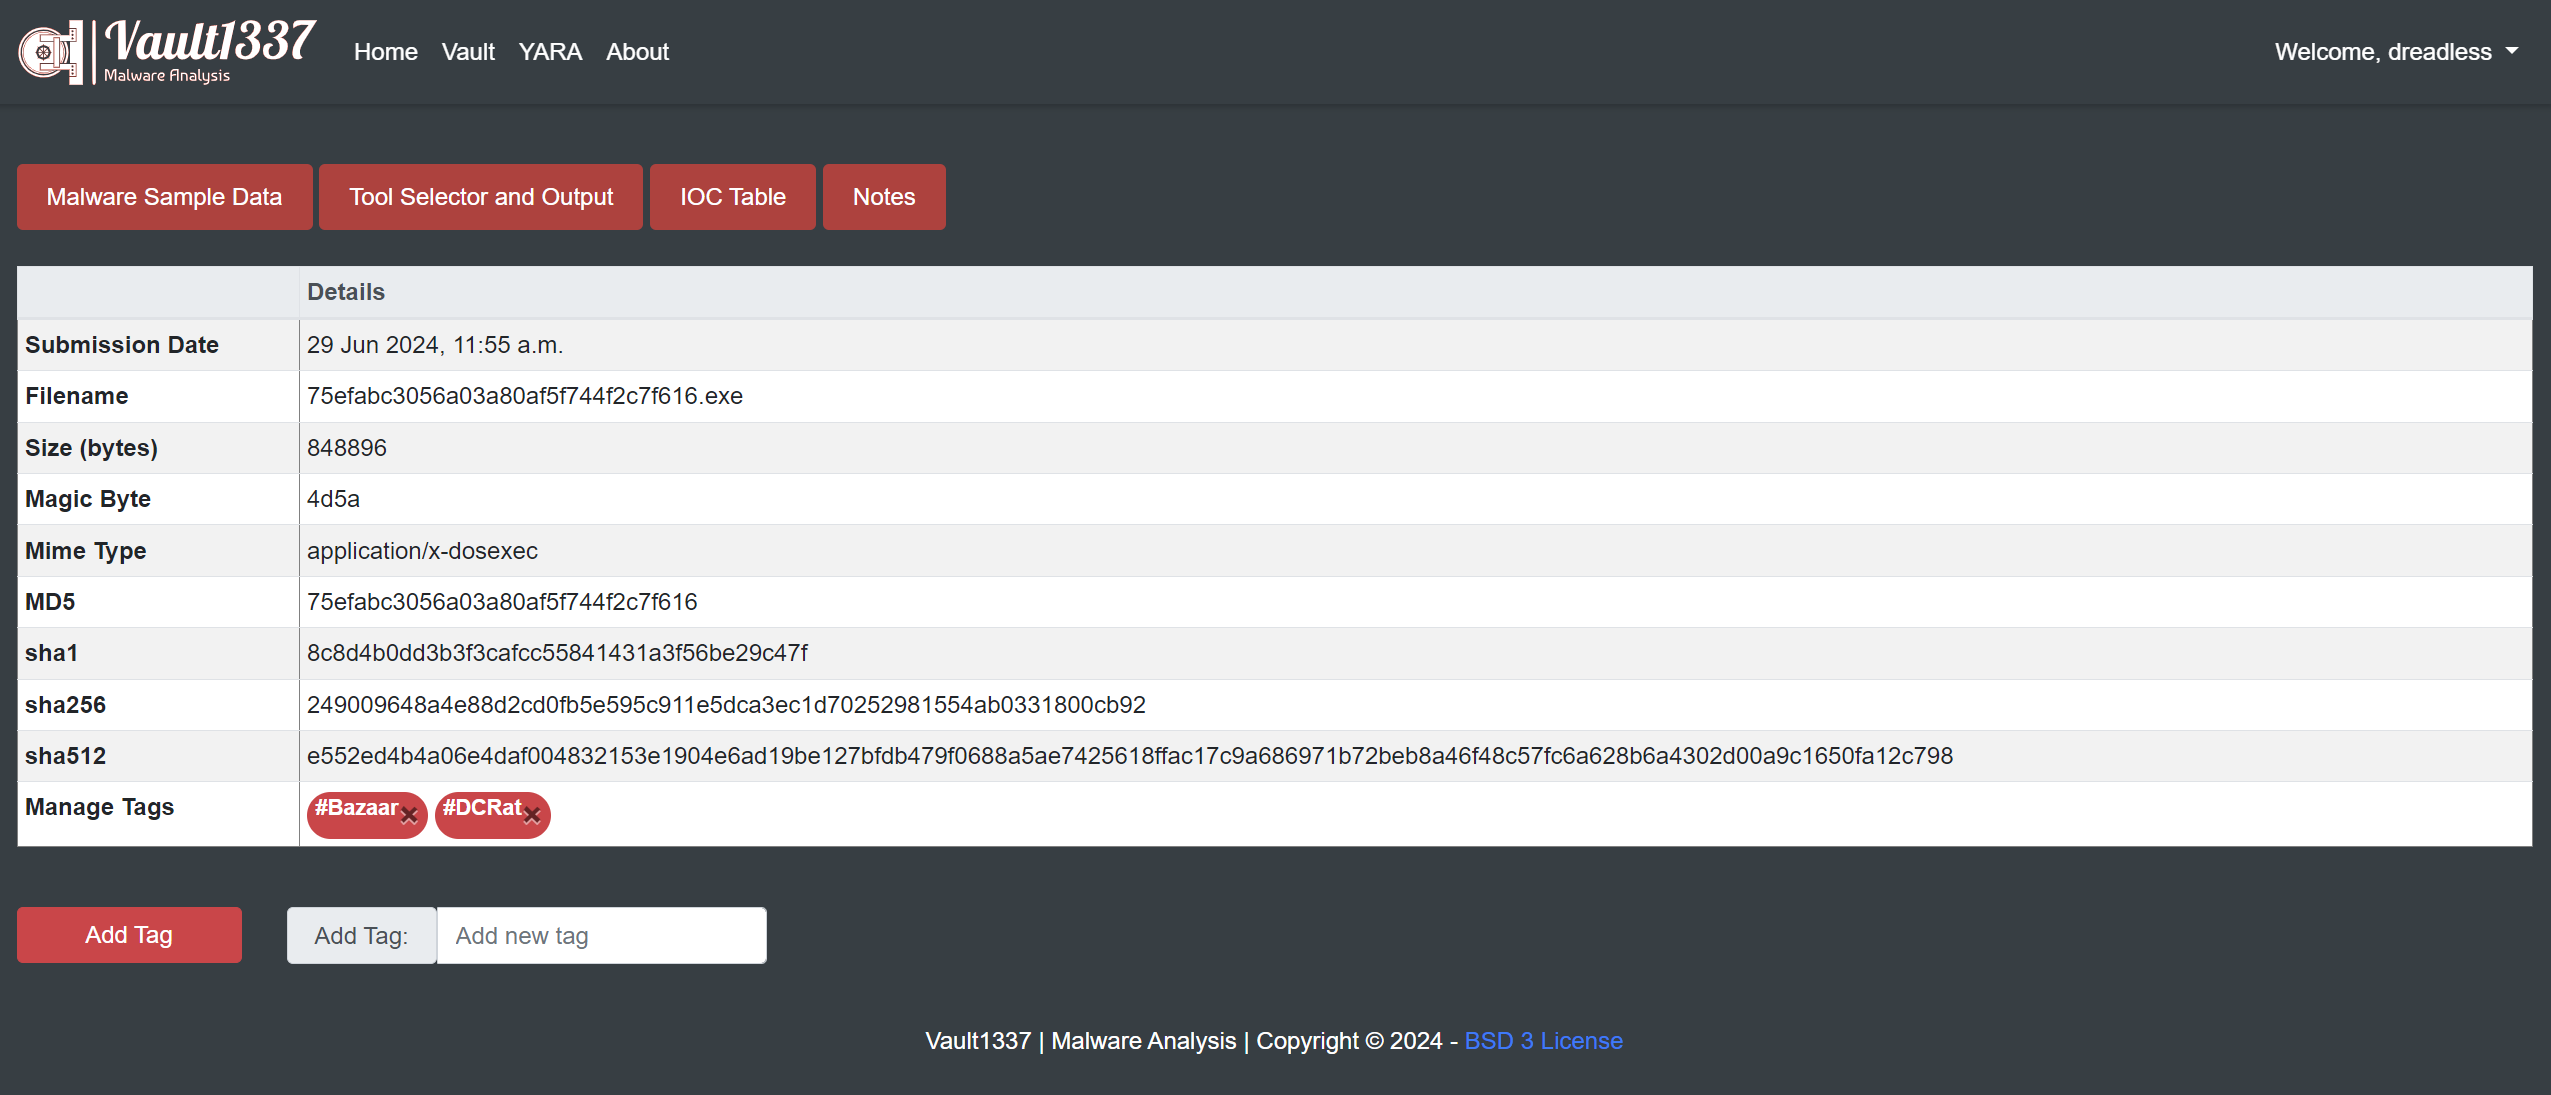 Vault1337
Malware Analysis
Home Vault YARA About
Welcome, dreadless
Malware Sample Data Tool Selector and Output IOC Table Notes
Details
Submission Date 29 Jun 2024, 11:55 a.m.
Filename 75efabc3056a03a80af5f744f2c7f616.exe
Size (bytes) 848896
Magic Byte 4d5a
Mime Type application/x-dosexec
MD5 75efabc3056a03a80af5f744f2c7f616
sha1 8c8d4b0dd3b3f3cafcc55841431a3f56be29c47f
sha256 249009648a4e88d2cd0fb5e595c911e5dca3ec1d70252981554ab0331800cb92
sha512 e552ed4b4a06e4daf004832153e1904e6ad19be127bfdb479f0688a5ae7425618ffac17c9a686971b72beb8a46f48c57fc6a628b6a4302d00a9c1650fa12c798
Manage Tags #Bazaar #DCRat
Add Tag Add Tag: Add new tag
Vault1337 | Malware Analysis | Copyright © 2024 - BSD 3 License